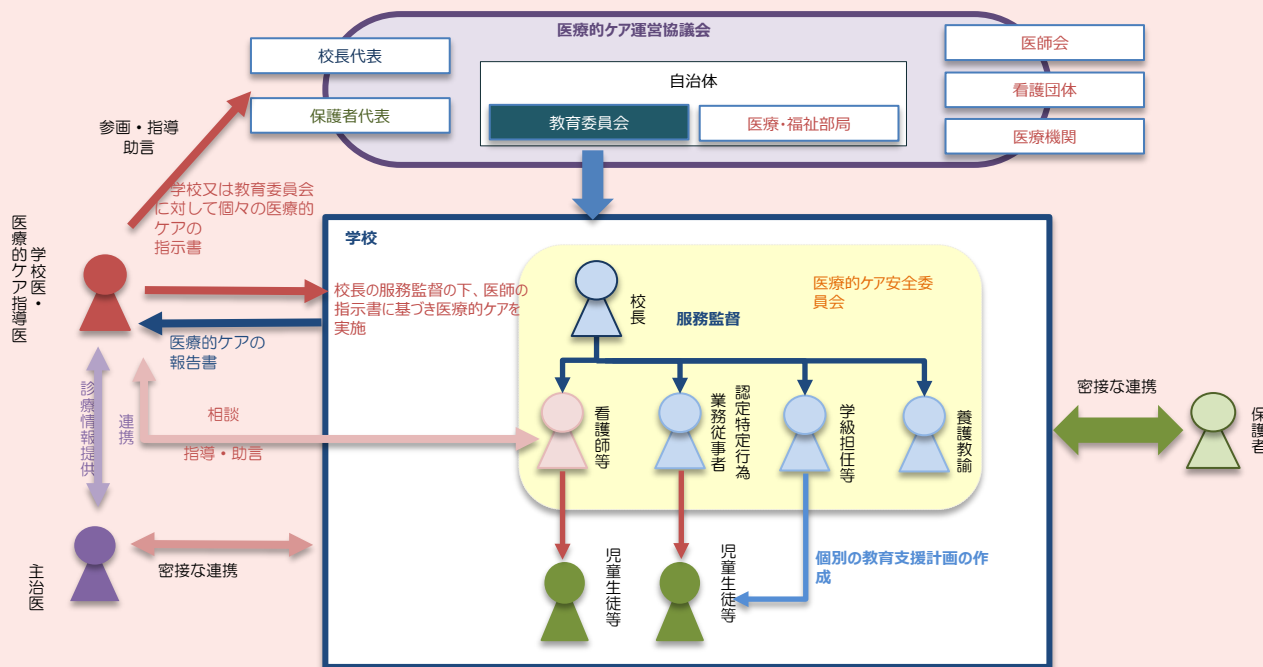 医療的ケア運営協議会
校長代表
保護者代表
自治体
教育委員会
医療・福祉部局
医師会
看護団体
医療機関
参画・指導
助言
学校又は教育委員会
に対して個々の医療的
ケアの
指示書
学校医・
医療的ケア指導医
医療的ケアの
報告書
診療情報提供
連携
相談
指導・助言
主治医
密接な連携
学校
校長の服務監督の下、医師の
指示書に基づき医療的ケアを
実施
医療的ケア安全委
員会
校長
服務監督
看護師等
認定特定行為
業務従事者
学級担任等
養護教諭
児童生徒等
児童生徒等
個別の教育支援計画の作
成
密接な連携
保護者